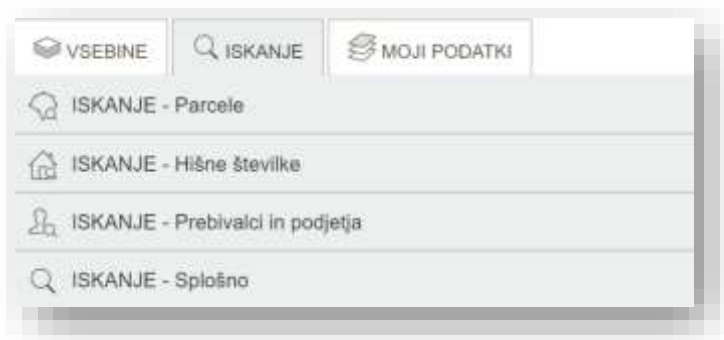 VSEBINE ISKANJE MOJI PODATKI
ISKANJE - Parcele
ISKANJE - Hišne številke
ISKANJE - Prebivalci in podjetja
ISKANJE - Splošno